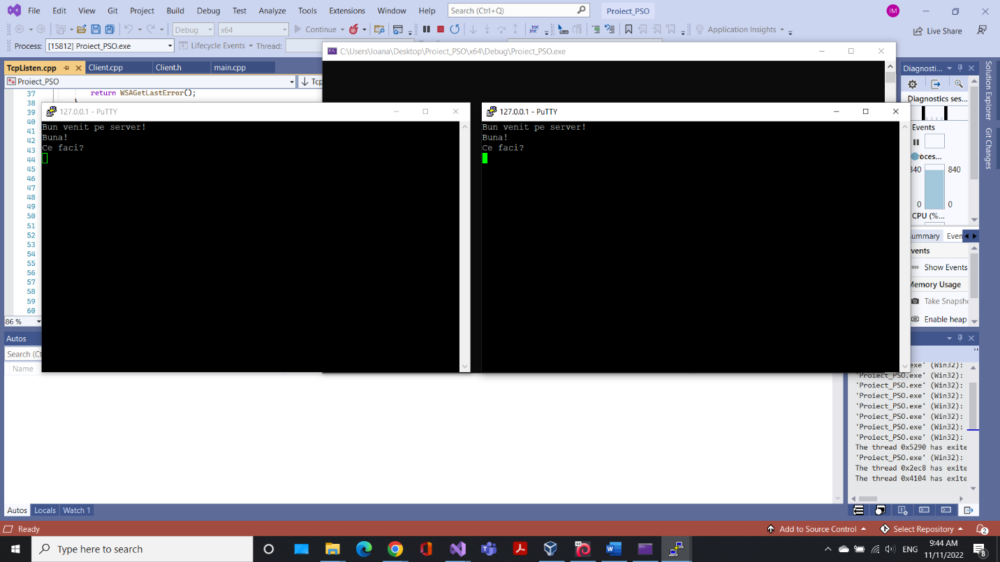 File Edit View Git Project Build Debug Test Analyze Tools Extensions Window Help Search (Ctrl+Q) Proiect_PSO IM
Debug x64 Continue Application Insights Live Share
Process: [15812] Proiect_PSO.exe Lifecycle Events Thread:
C:\Users\Ioana\Desktop\Proiect_PSO\x64\Debug\Proiect_PSO.exe
TcpListen.cpp Client.cpp Client.h main.cpp
Proiect_PSO Tcp
37 return WSAGetLastError();
38
39
40
41
42
43
44
45
46
47
48
49
50
51
52
53
54
55
56
57
58
59
60
86 %
127.0.0.1 - PuTTY
Bun venit pe server!
Buna!
Ce faci?
127.0.0.1 - PuTTY
Bun venit pe server!
Buna!
Ce faci?
Diagnosti...
Diagnostics ses...
Events
840 840
0 0
CPU (%...
ummary Even
vents
Show Events
Memory Usage
Take Snapsh
Enable heap
Solution Explorer
Git Changes
Autos
Search (Ct
Name
Autos Locals Watch 1
exe' (Win32):
'Proiect_PSO.exe' (Win32):
'Proiect_PSO.exe' (Win32):
'Proiect_PSO.exe' (Win32):
'Proiect_PSO.exe' (Win32):
'Proiect_PSO.exe' (Win32):
'Proiect_PSO.exe' (Win32):
'Proiect_PSO.exe' (Win32):
The thread 0x5290 has exite
'Proiect_PSO.exe' (Win32):
The thread 0x2ec8 has exite
The thread 0x4104 has exite
Ready Add to Source Control Select Repository 2
Type here to search ENG 9:44 AM
11/11/2022 8